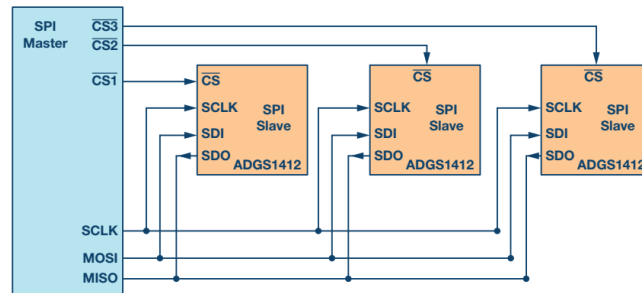 SPI
Master
CS3
CS2
CS1
SCLK
MOSI
MISO
CS
SCLK
SDI
SDO
SPI
Slave
ADGS1412
CS
SCLK
SDI
SDO
SPI
Slave
ADGS1412
CS
SCLK
SDI
SDO
SPI
Slave
ADGS1412